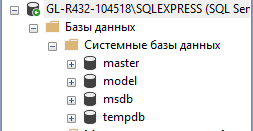 GL-R432-104518\SQLEXPRESS (SQL Ser
Базы данных
Системные базы данных
master
model
msdb
tempdb